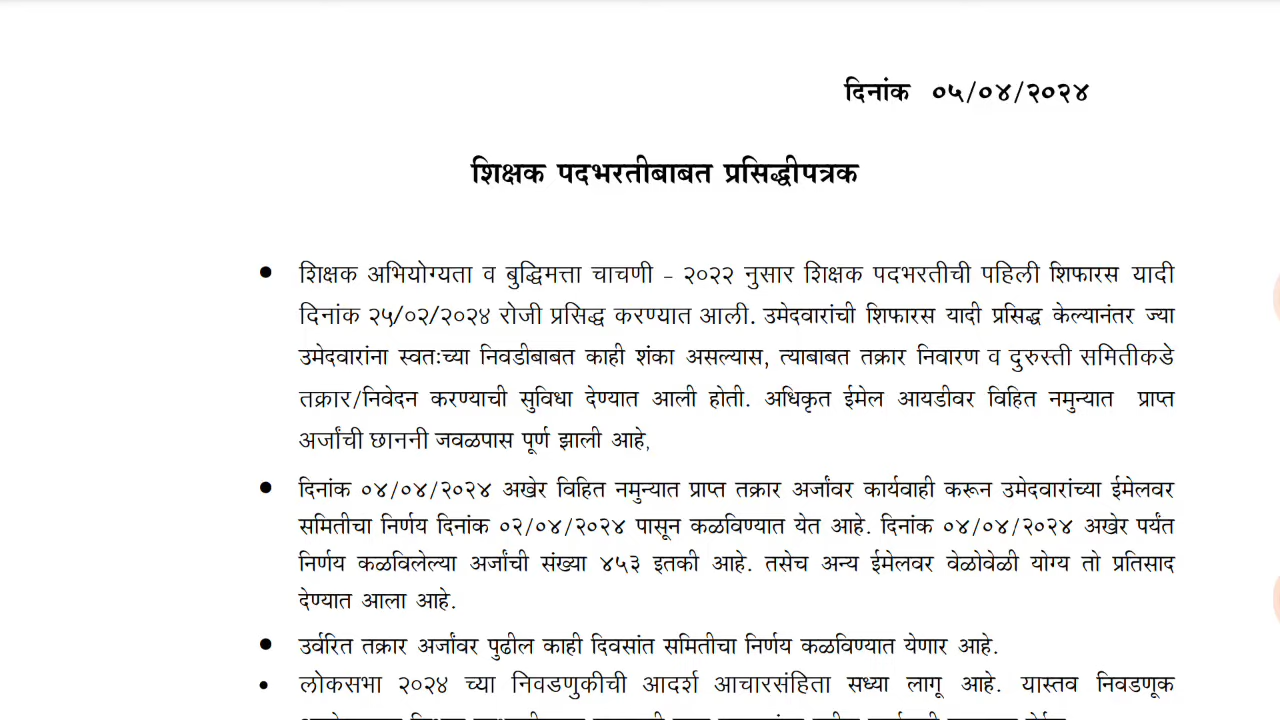 दिनांक ०५/०४/२०२४
शिक्षक पदभरतीबाबत प्रसिद्धीपत्रक
● शिक्षक अभियोग्यता व बुद्धिमत्ता चाचणी - २०२२ नुसार शिक्षक पदभरतीची पहिली शिफारस यादी
दिनांक २५/०२/२०२४ रोजी प्रसिद्ध करण्यात आली. उमेदवारांची शिफारस यादी प्रसिद्ध केल्यानंतर ज्या
उमेदवारांना स्वतःच्या निवडीबाबत काही शंका असल्यास, त्याबाबत तक्रार निवारण व दुरुस्ती समितीकडे
तक्रार/निवेदन करण्याची सुविधा देण्यात आली होती. अधिकृत ईमेल आयडीवर विहित नमुन्यात प्राप्त
अर्जांची छाननी जवळपास पूर्ण झाली आहे,
● दिनांक ०४/०४/२०२४ अखेर विहित नमुन्यात प्राप्त तक्रार अर्जांवर कार्यवाही करून उमेदवारांच्या ईमेलवर
समितीचा निर्णय दिनांक ०२/०४/२०२४ पासून कळविण्यात येत आहे. दिनांक ०४/०४/२०२४ अखेर पर्यंत
निर्णय कळविलेल्या अर्जांची संख्या ४५३ इतकी आहे. तसेच अन्य ईमेलवर वेळोवेळी योग्य तो प्रतिसाद
देण्यात आला आहे.
● उर्वरित तक्रार अर्जांवर पुढील काही दिवसांत समितीचा निर्णय कळविण्यात येणार आहे.
• लोकसभा २०२४ च्या निवडणुकीची आदर्श आचारसंहिता सध्या लागू आहे. यास्तव निवडणूक